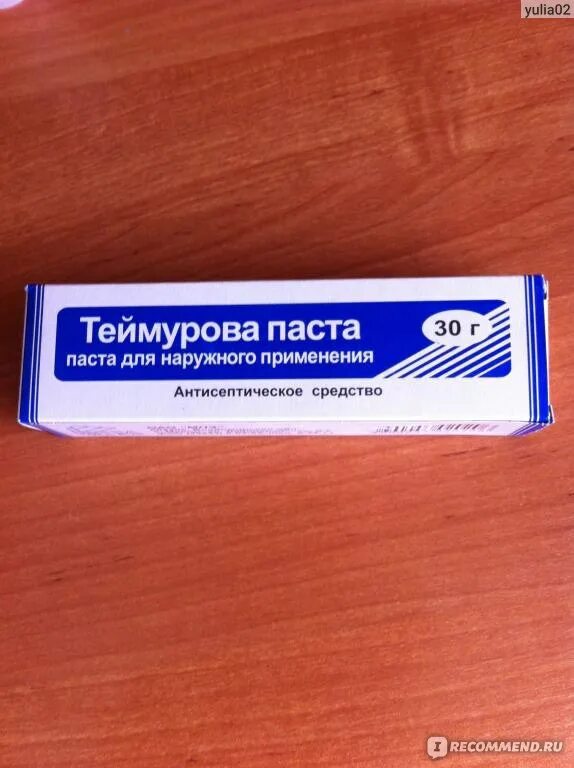 yulia02
Теймурова паста
паста для наружного применения
30 г
Антисептическое средство
I RECOMMEND.RU